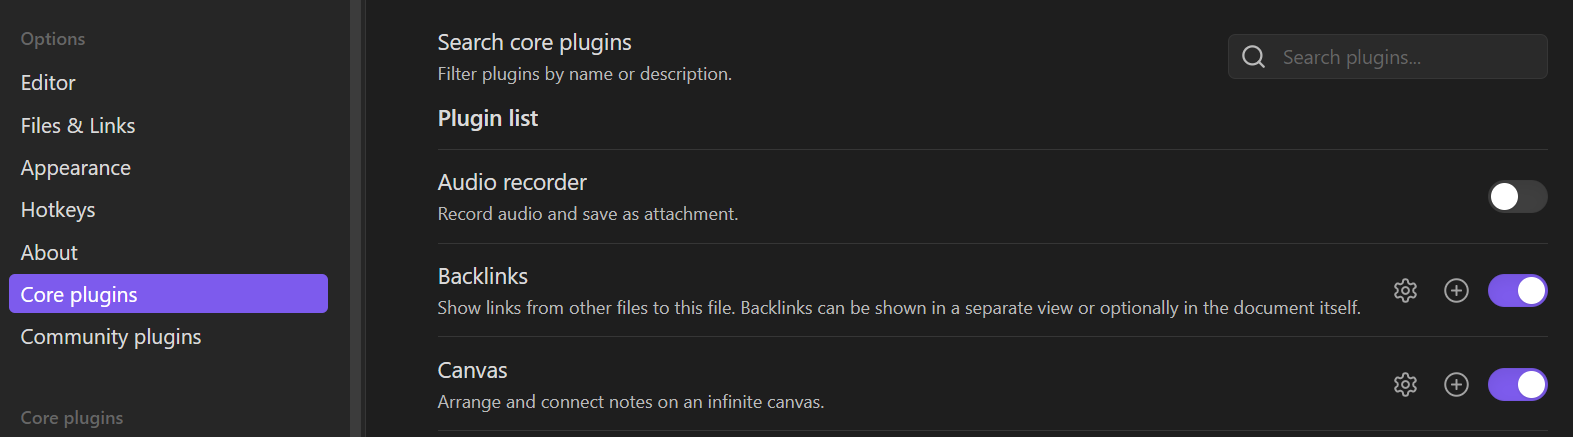 Options
Editor
Files & Links
Appearance
Hotkeys
About
Core plugins
Community plugins
Core plugins
Search core plugins
Filter plugins by name or description.
Search plugins...
Plugin list
Audio recorder
Record audio and save as attachment.
Backlinks
Show links from other files to this file. Backlinks can be shown in a separate view or optionally in the document itself.
Canvas
Arrange and connect notes on an infinite canvas.